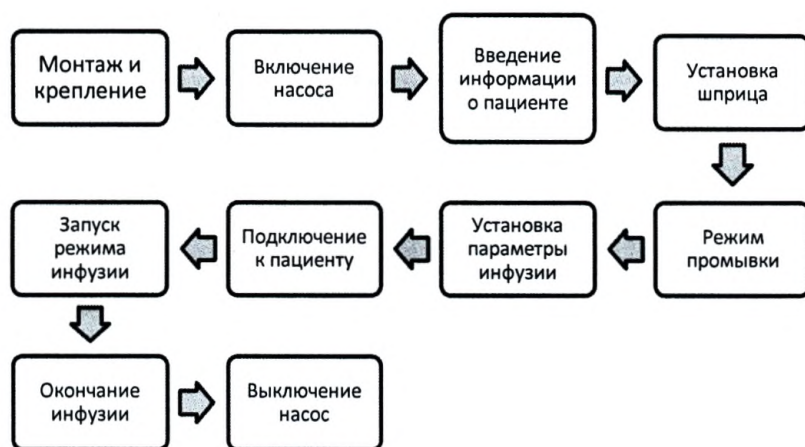 Монтаж и
крепление
Включение
насоса
Введение
информации
о пациенте
Установка
шприца
Режим
промывки
Установка
параметры
инфузии
Подключение
к пациенту
Запуск
режима
инфузии
Окончание
инфузии
Выключение
насос